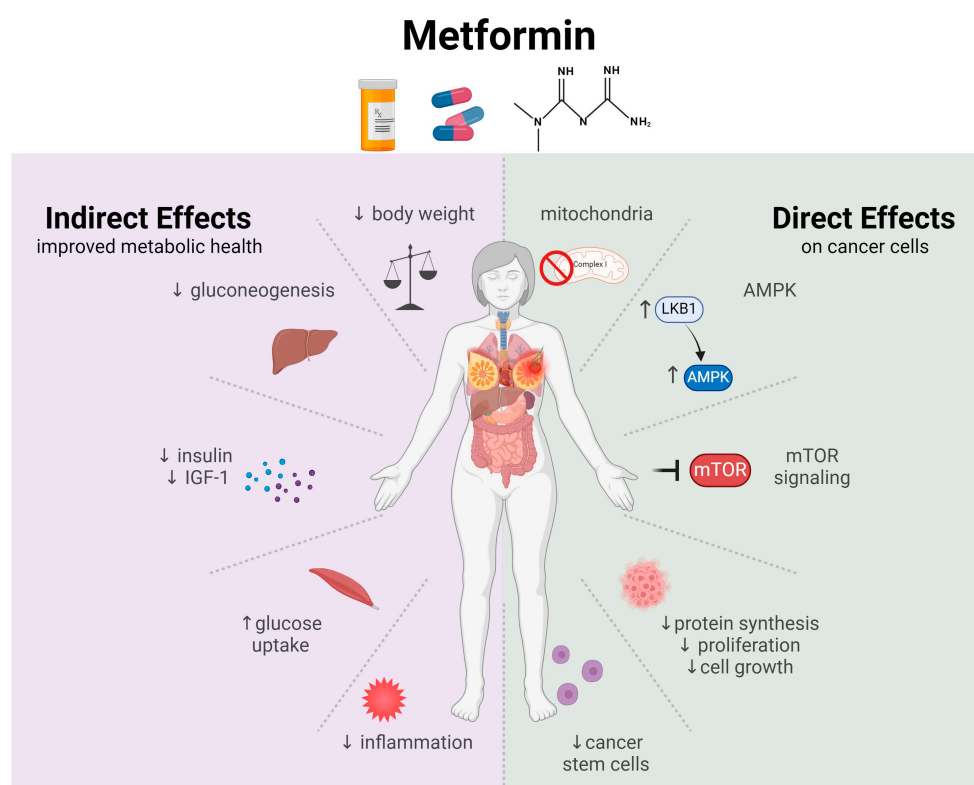 Metformin
Rx
NH
NH
N
N
NH₂
Indirect Effects
improved metabolic health
Direct Effects
on cancer cells
↓ body weight
mitochondria
Complex I
↓ gluconeogenesis
AMPK
↑ LKB1
↑ AMPK
↓ insulin
↓ IGF-1
mTOR
mTOR
signaling
↑ glucose
uptake
↓ protein synthesis
↓ proliferation
↓ cell growth
↓ inflammation
↓ cancer
stem cells